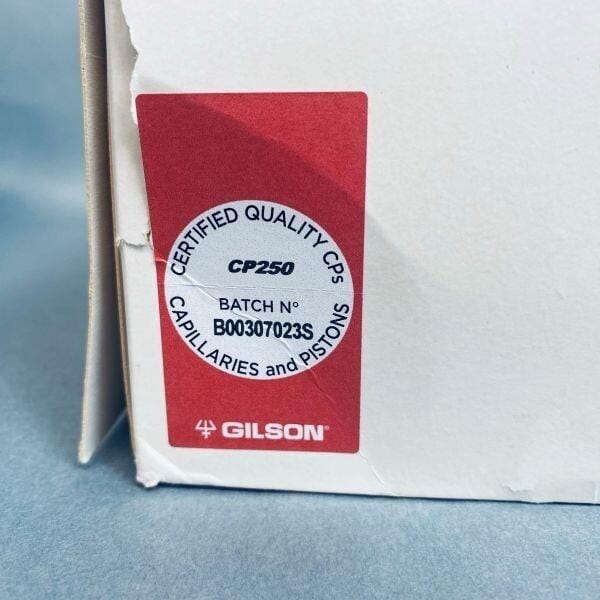 CERTIFIED QUALITY CPs
CP250
BATCH N°
B00307023S
CAPILLARIES and PISTONS
GILSON®